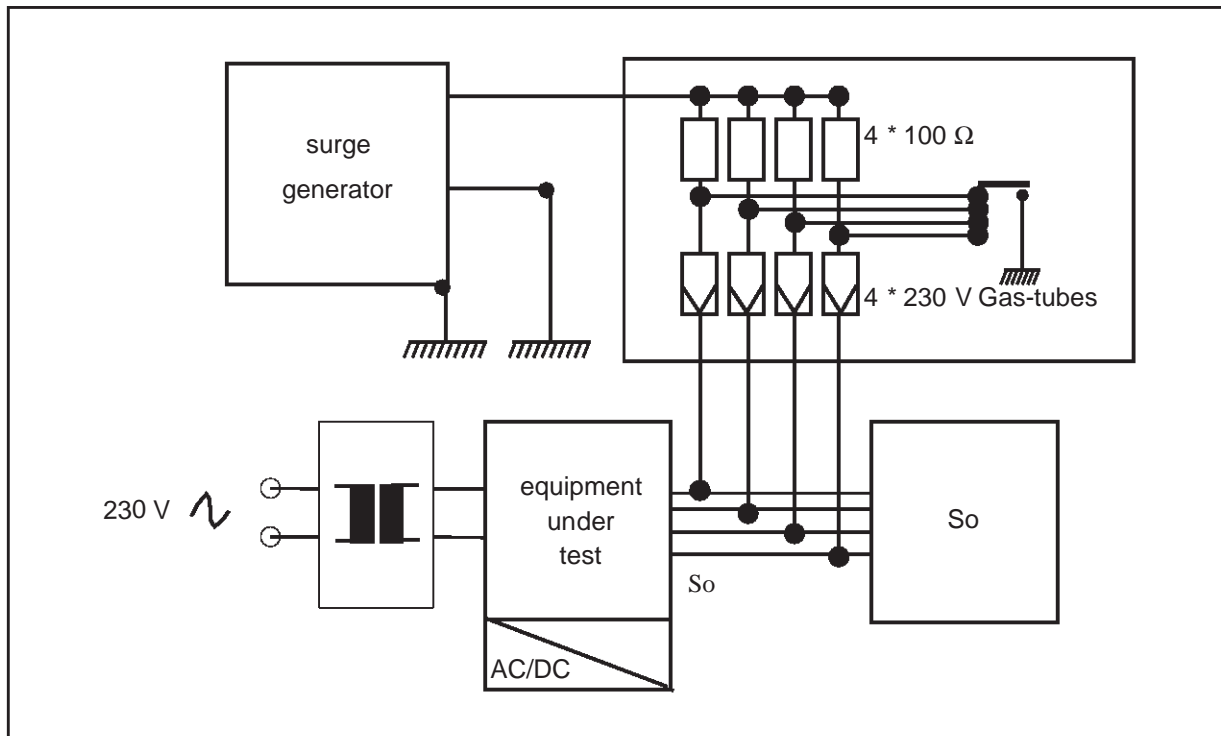 surge
generator
4 * 100 Ω
4 * 230 V Gas-tubes
230 V
equipment
under
test
So
So
AC/DC